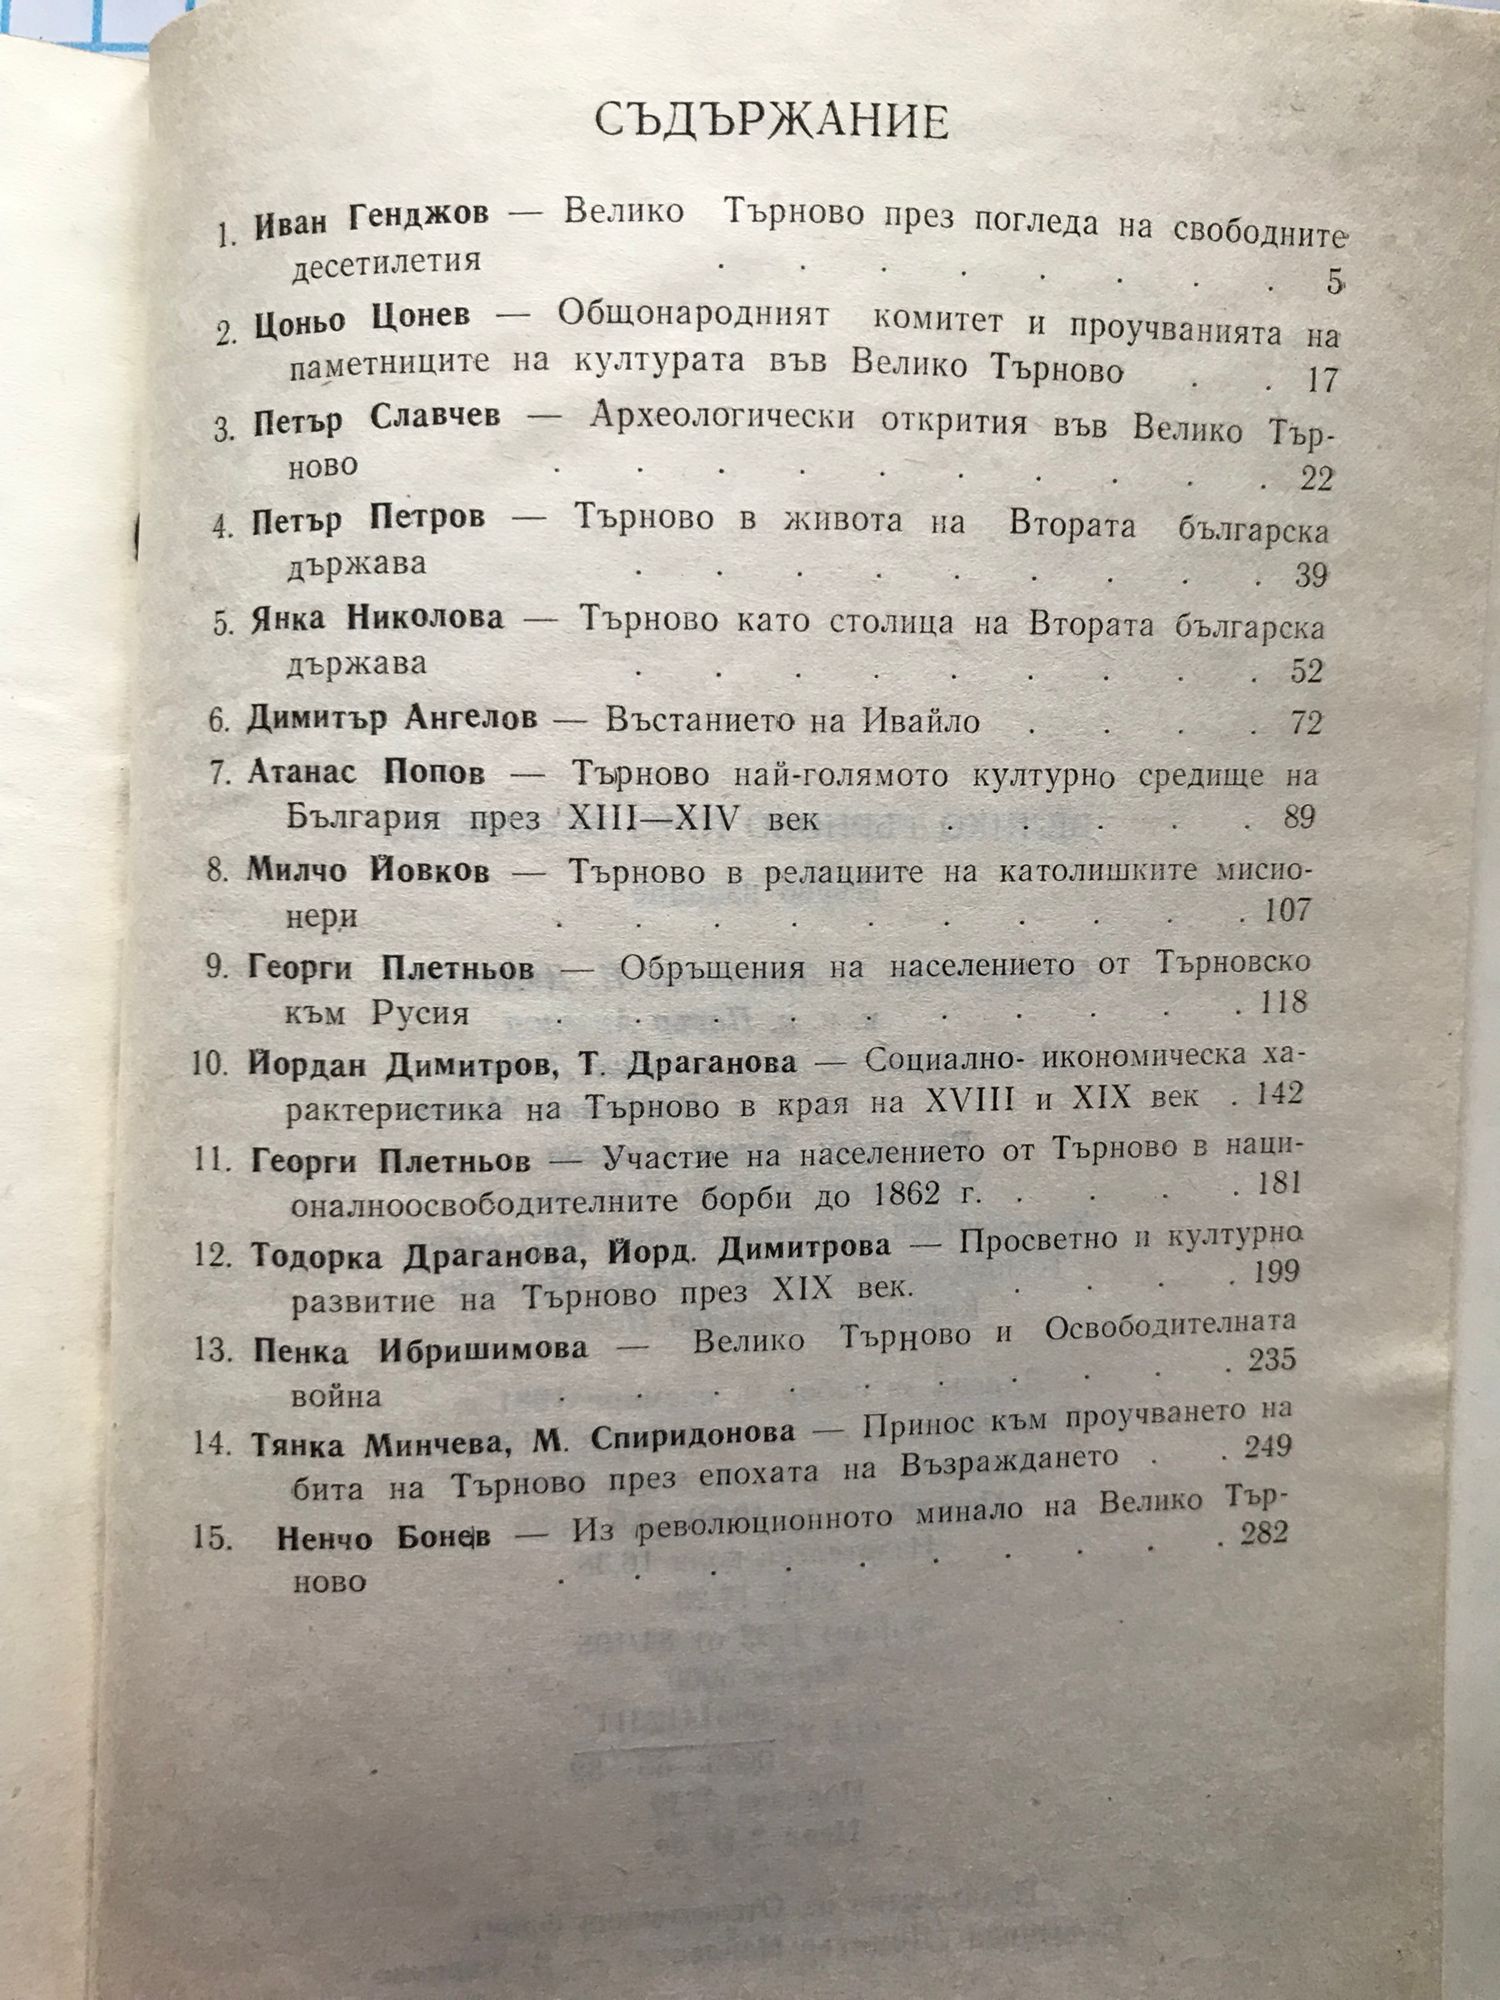 СЪДЪРЖАНИЕ
1. Иван Генджов — Велико Търново през погледа на свободните
десетилетия . . . . . . . . 5
2. Цоньо Цонев — Общонародният комитет и проучванията на
паметниците на културата във Велико Търново . . 17
3. Петър Славчев — Археологически открития във Велико Тър-
ново . . . . . . . . . . 22
4. Петър Петров — Търново в живота на Втората българска
държава . . . . . . . . . 39
5. Янка Николова — Търново като столица на Втората българска
държава . . . . . . . . . 52
6. Димитър Ангелов — Въстанието на Ивайло . . . . 72
7. Атанас Попов — Търново най-голямото културно средище на
България през XIII—XIV век . . . . . 89
8. Милчо Йовков — Търново в релациите на католишките мисио-
нери . . . . . . . . . . 107
9. Георги Плетньов — Обръщения на населението от Търновско
към Русия . . . . . . . . . . 118
10. Йордан Димитров, Т. Драганова — Социално- икономическа ха-
рактеристика на Търново в края на XVIII и XIX век . 142
11. Георги Плетньов — Участие на населението от Търново в наци-
оналноосвободителните борби до 1862 г. . . . . 181
12. Тодорка Драганова, Йорд. Димитрова — Просветно и културно
развитие на Търново през XIX век. . . . . 199
13. Пенка Ибришимова — Велико Търново и Освободителната
война . . . . . . . . . . 235
14. Тянка Минчева, М. Спиридонова — Принос към проучването на
бита на Търново през епохата на Възраждането . . 249
15. Ненчо Бонев — Из революционното минало на Велико Тър-
ново . . . . . . . . . . 282